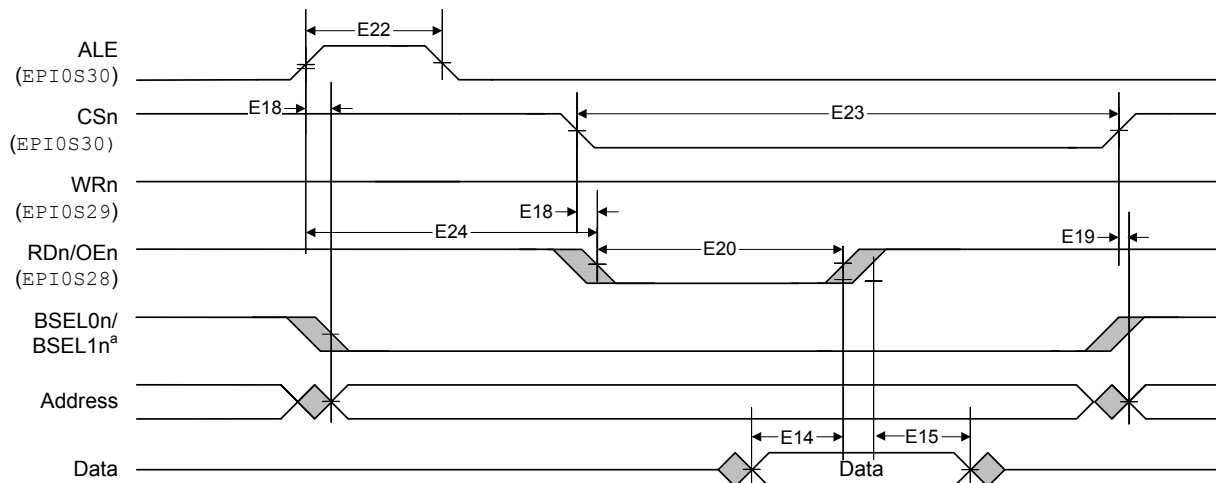 E22
ALE
(EPI0S30)
E18
CSn
(EPI0S30)
E23
WRn
(EPI0S29)
E18
E24
RDn/OEn
(EPI0S28)
E20
E19
BSEL0n/
BSEL1nᵃ
Address
E14
E15
Data
Data